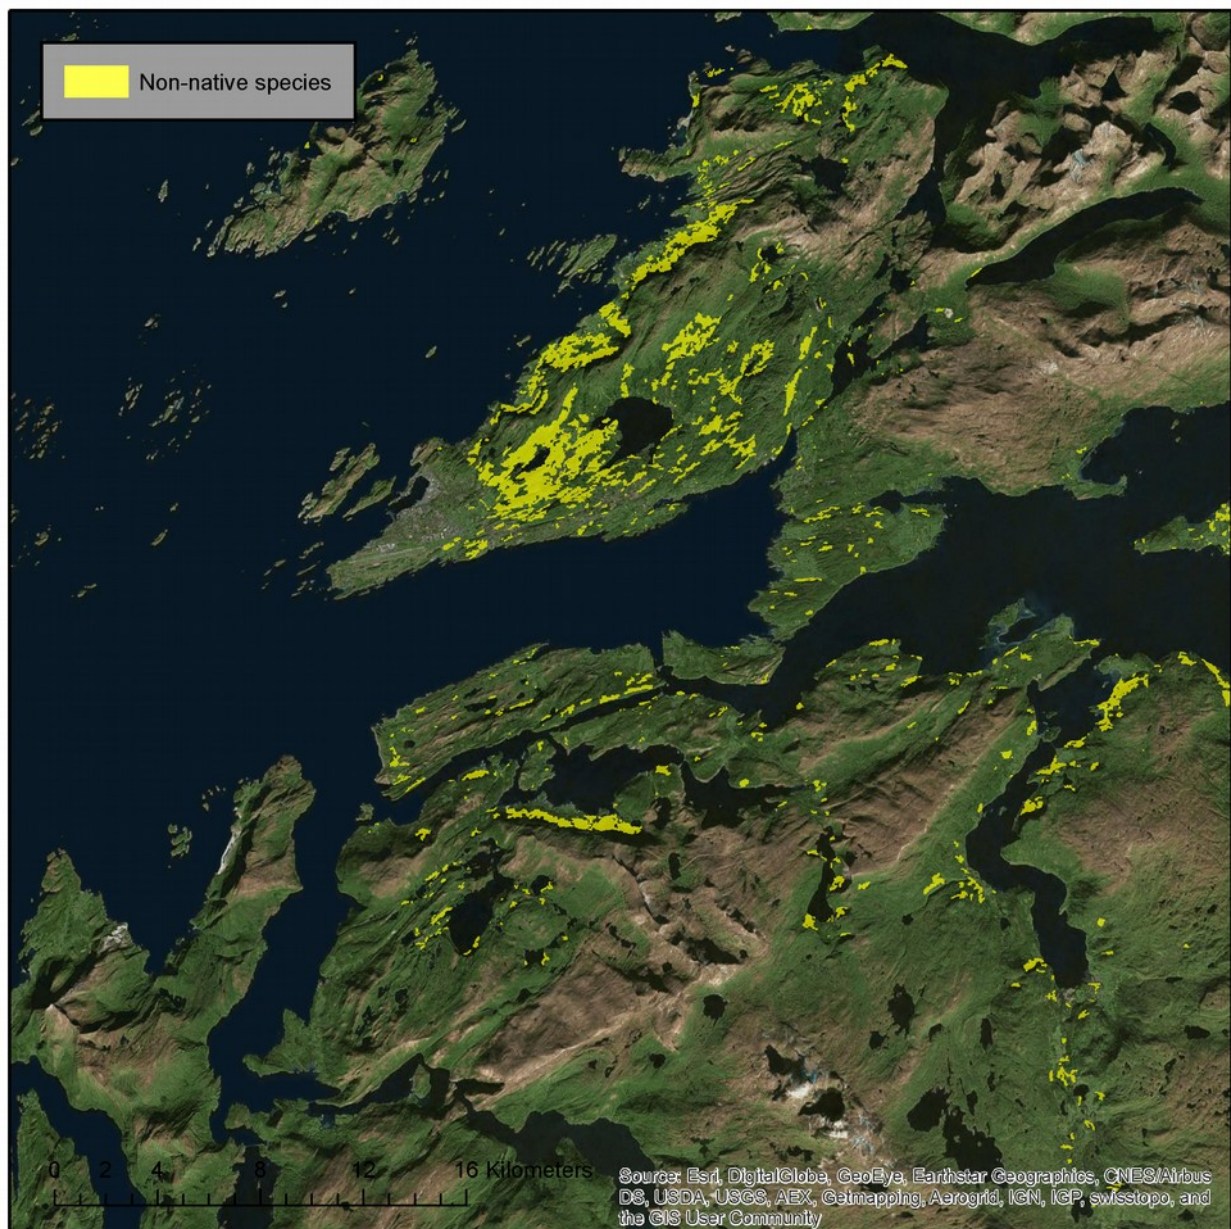 Non-native species
0 2 4 8 12 16 Kilometers
Source: Esri, DigitalGlobe, GeoEye, Earthstar Geographics, CNES/Airbus
DS, USDA, USGS, AEX, Getmapping, Aerogrid, IGN, IGP, swisstopo, and
the GIS User Community